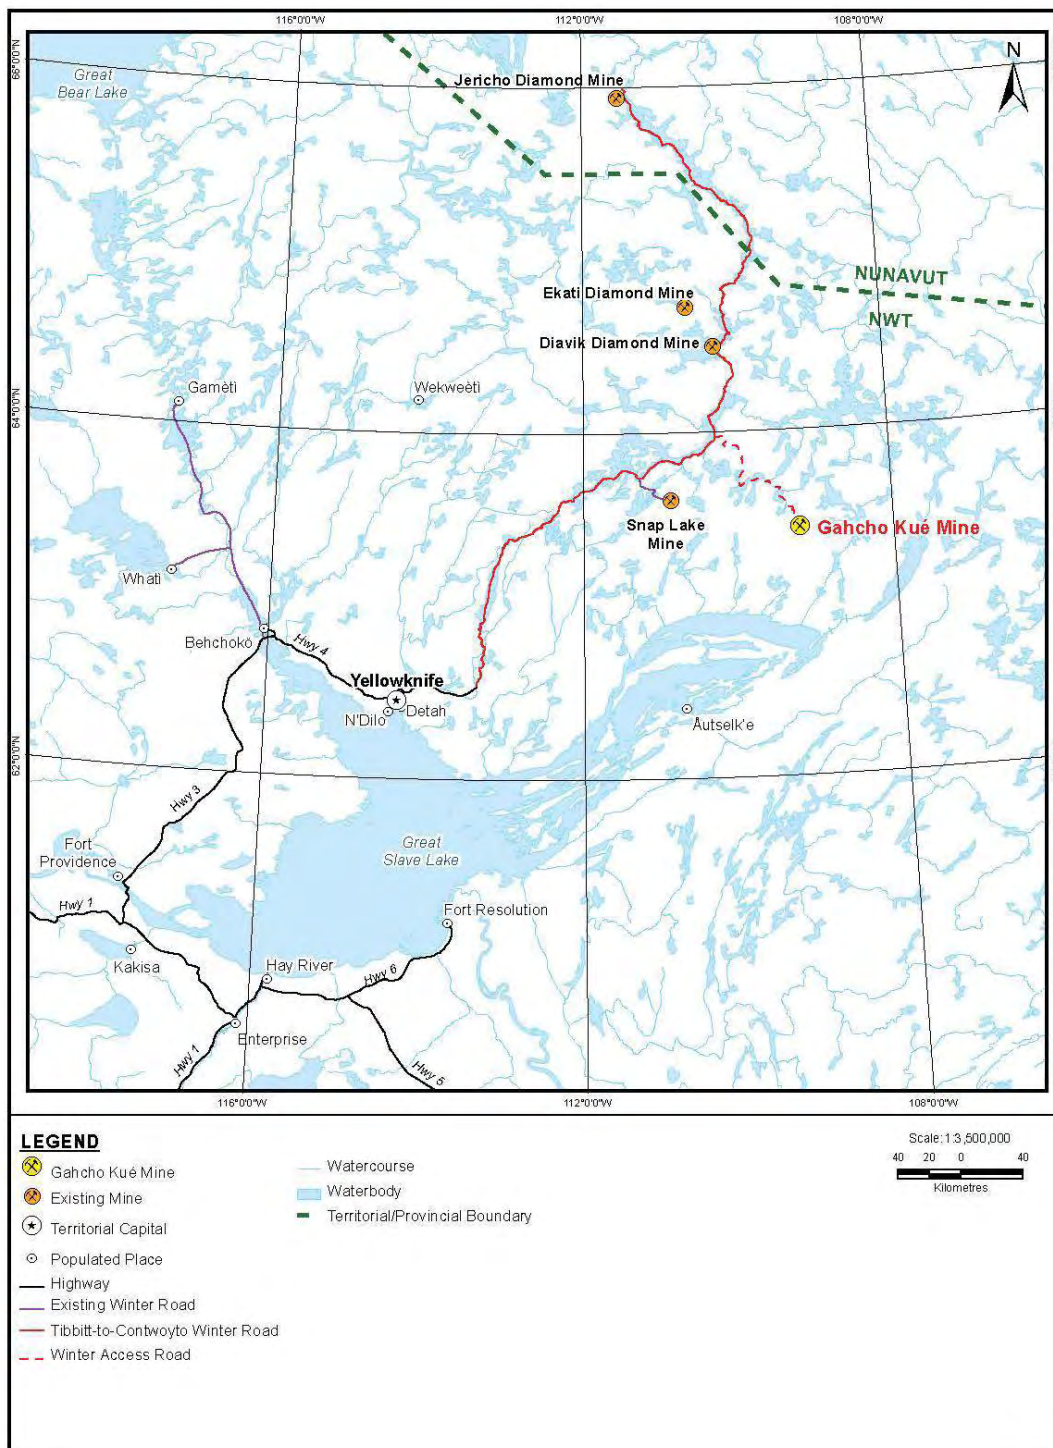 116°0'0"W
112°0'0"W
108°0'0"W
66°0'0"N
Great
Bear Lake
N
Jericho Diamond Mine
NUNAVUT
NWT
Ekati Diamond Mine
Diavik Diamond Mine
Gamètì
Wekweètì
64°0'0"N
Snap Lake
Mine
Gahcho Kué Mine
Whatì
Behchokö
Hwy 4
Yellowknife
N'Dilo
Detah
Łutselk'e
62°0'0"N
Hwy 3
Great
Slave Lake
Fort
Providence
Hwy 1
Fort Resolution
Kakisa
Hay River
Hwy 6
Enterprise
Hwy 1
Hwy 5
116°0'0"W
112°0'0"W
108°0'0"W
LEGEND
Gahcho Kué Mine
Existing Mine
Territorial Capital
Populated Place
Highway
Existing Winter Road
Tibbitt-to-Contwoyto Winter Road
Winter Access Road
Watercourse
Waterbody
Territorial/Provincial Boundary
Scale: 1:3,500,000
40 20 0 40
Kilometres